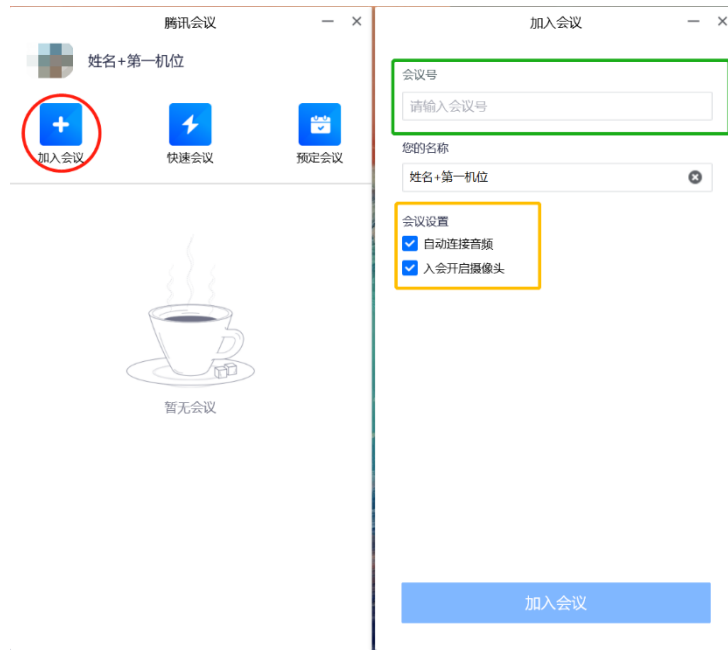 腾讯会议
姓名+第一机位
加入会议
快速会议
预定会议
暂无会议
加入会议
会议号
请输入会议号
您的名称
姓名+第一机位
会议设置
自动连接音频
入会开启摄像头
加入会议